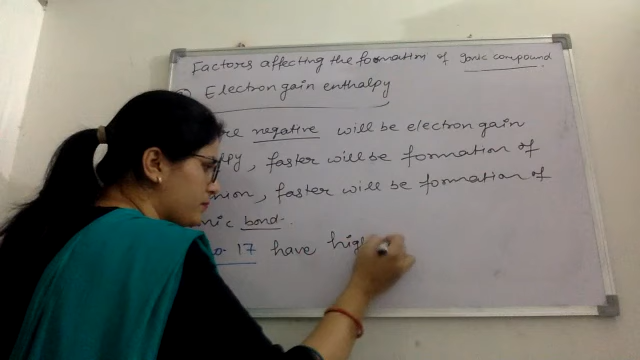 Factors affecting the formation of Ionic compound
Electron gain enthalpy
negative will be electron gain
, faster will be formation of
, faster will be formation of
bond.
17 have hig